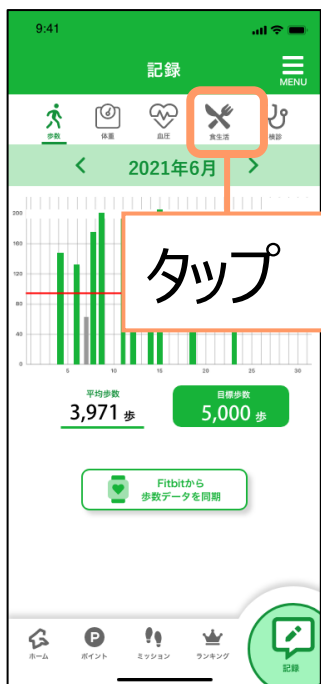 9:41
記録
MENU
歩数
体重
血圧
食生活
検診
2021年6月
200
160
120
80
40
0
5
10
15
20
25
30
タップ
平均歩数
3,971 歩
目標歩数
5,000 歩
Fitbitから
歩数データを同期
ホーム
P
ポイント
ミッション
ランキング
記録